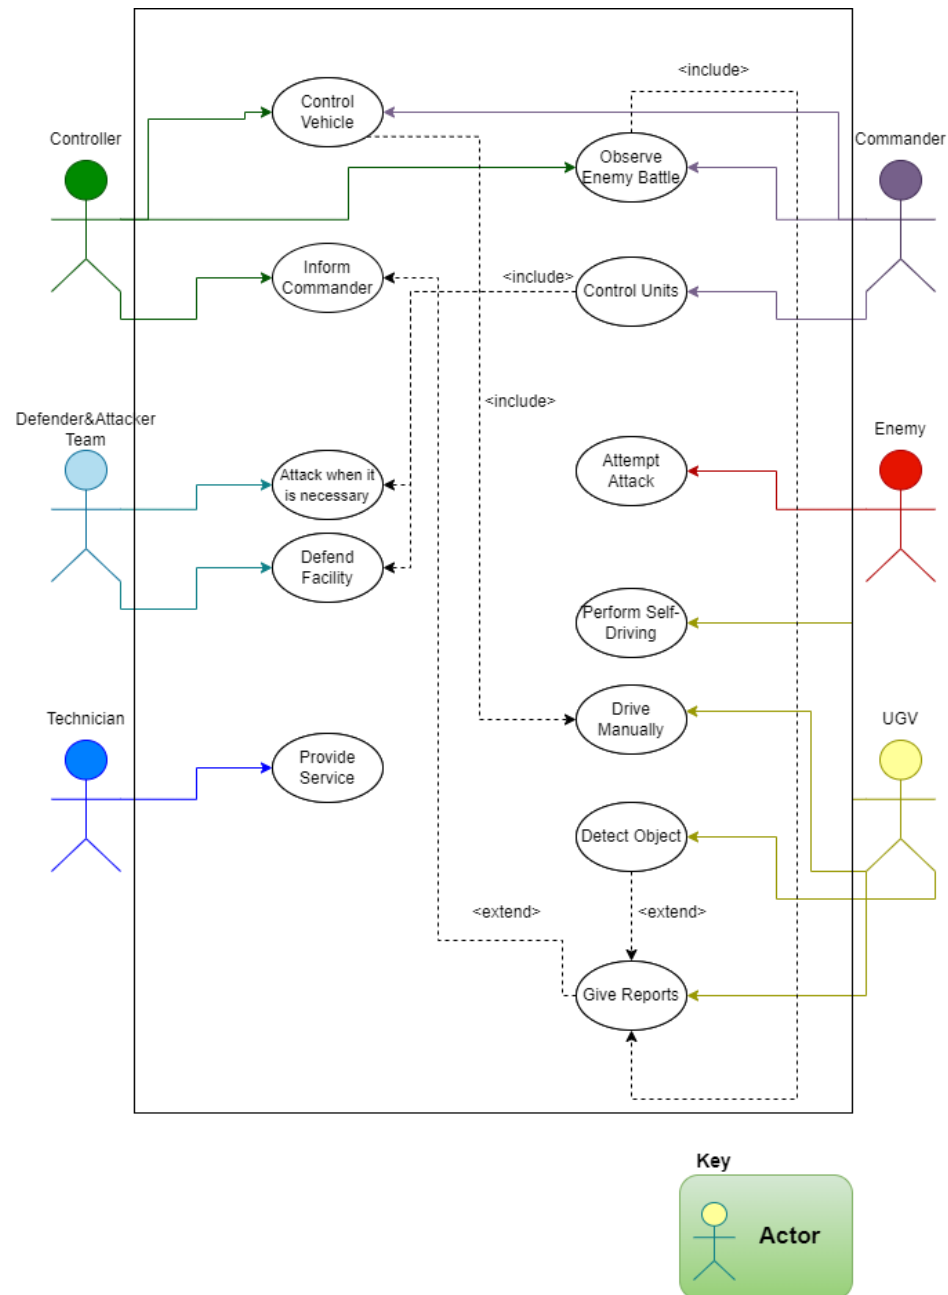 <include>
Control
Vehicle
Controller
Commander
Observe
Enemy Battle
Inform
Commander
<include>
Control Units
<include>
Defender&Attacker
Team
Enemy
Attack when it
is necessary
Attempt
Attack
Defend
Facility
Perform Self-
Driving
Technician
Drive
Manually
UGV
Provide
Service
Detect Object
<extend>
<extend>
Give Reports
Key
Actor